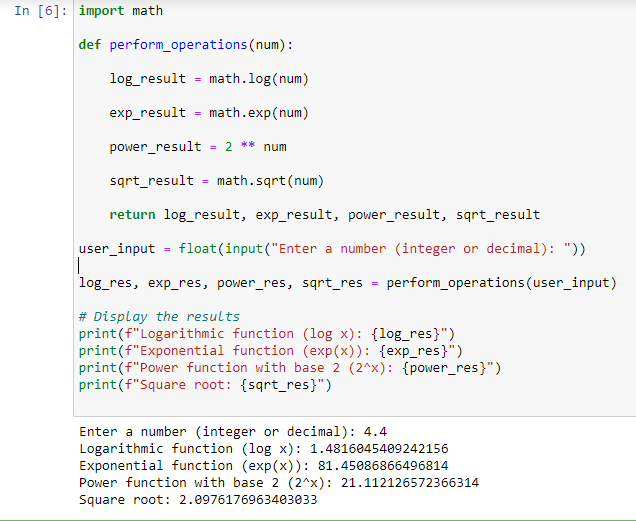 In [6]: import math
def perform_operations(num):
log_result = math.log(num)
exp_result = math.exp(num)
power_result = 2 ** num
sqrt_result = math.sqrt(num)
return log_result, exp_result, power_result, sqrt_result
user_input = float(input("Enter a number (integer or decimal): "))
log_res, exp_res, power_res, sqrt_res = perform_operations(user_input)
# Display the results
print(f"Logarithmic function (log x): {log_res}")
print(f"Exponential function (exp(x)): {exp_res}")
print(f"Power function with base 2 (2^x): {power_res}")
print(f"Square root: {sqrt_res}")
Enter a number (integer or decimal): 4.4
Logarithmic function (log x): 1.4816045409242156
Exponential function (exp(x)): 81.45086866496814
Power function with base 2 (2^x): 21.112126572366314
Square root: 2.0976176963403033